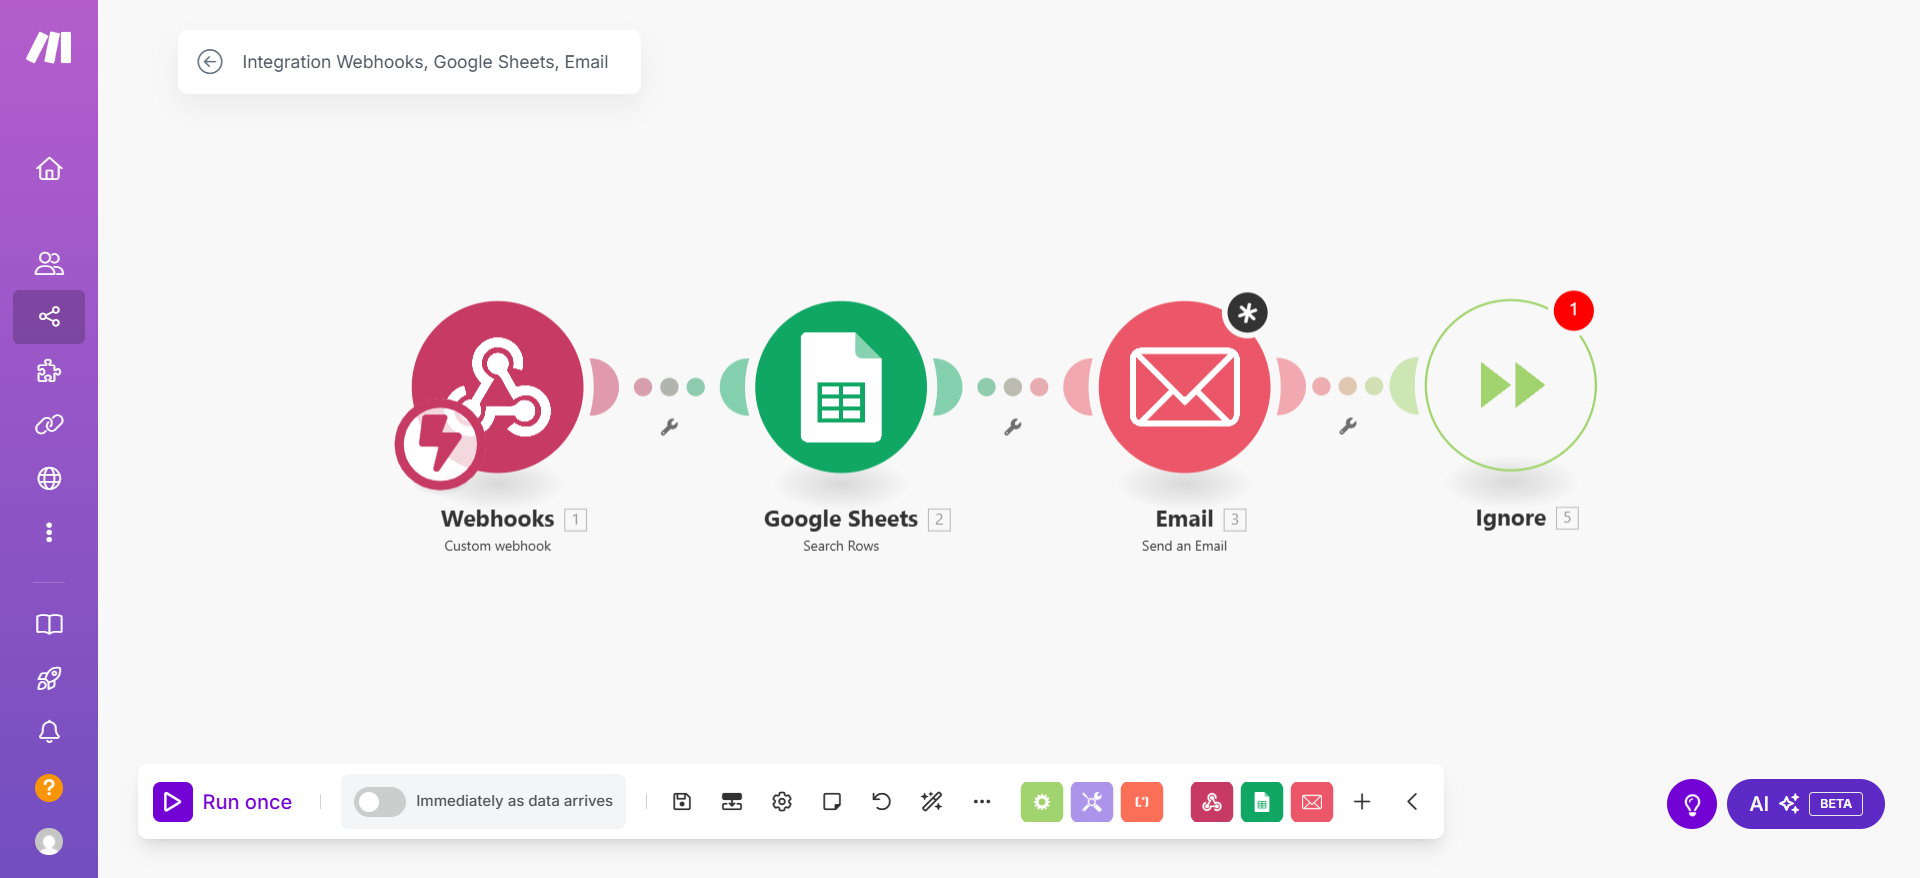 Integration Webhooks, Google Sheets, Email
1
Webhooks 1
Custom webhook
Google Sheets 2
Search Rows
Email 3
Send an Email
Ignore 5
?
Run once
Immediately as data arrives
AI BETA